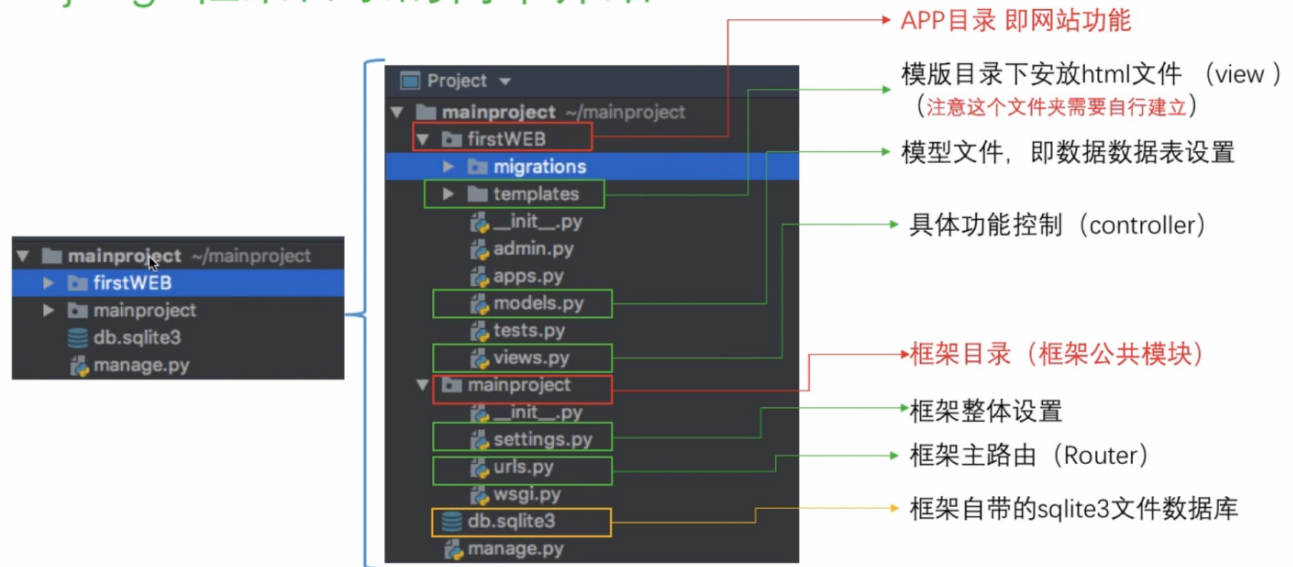 APP目录 即网站功能
模版目录下安放html文件 （view ）
（注意这个文件夹需要自行建立）
模型文件，即数据数据表设置
具体功能控制（controller）
框架目录（框架公共模块）
框架整体设置
框架主路由（Router）
框架自带的sqlite3文件数据库
Project
mainproject ~/mainproject
firstWEB
migrations
templates
__init__.py
admin.py
apps.py
models.py
tests.py
views.py
mainproject
__init__.py
settings.py
urls.py
wsgi.py
db.sqlite3
manage.py
mainproject ~/mainproject
firstWEB
mainproject
db.sqlite3
manage.py